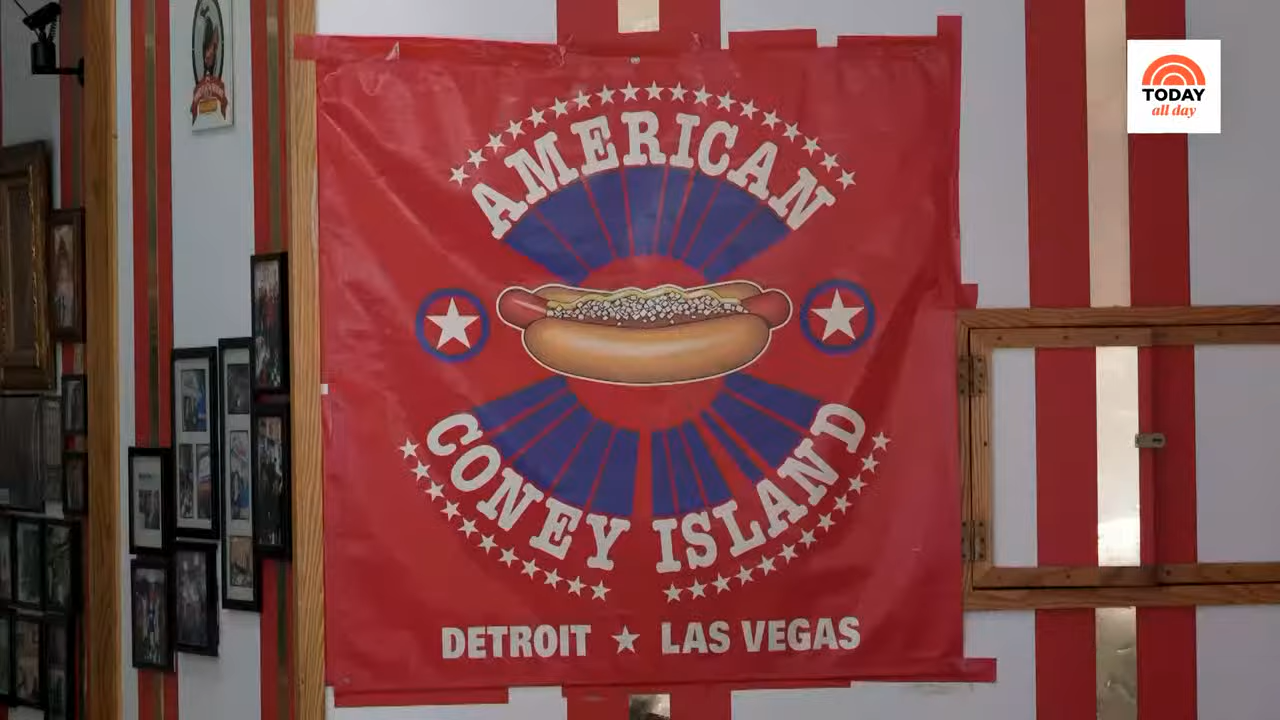 TODAY
all day
AMERICAN
CONEY ISLAND
DETROIT ★ LAS VEGAS